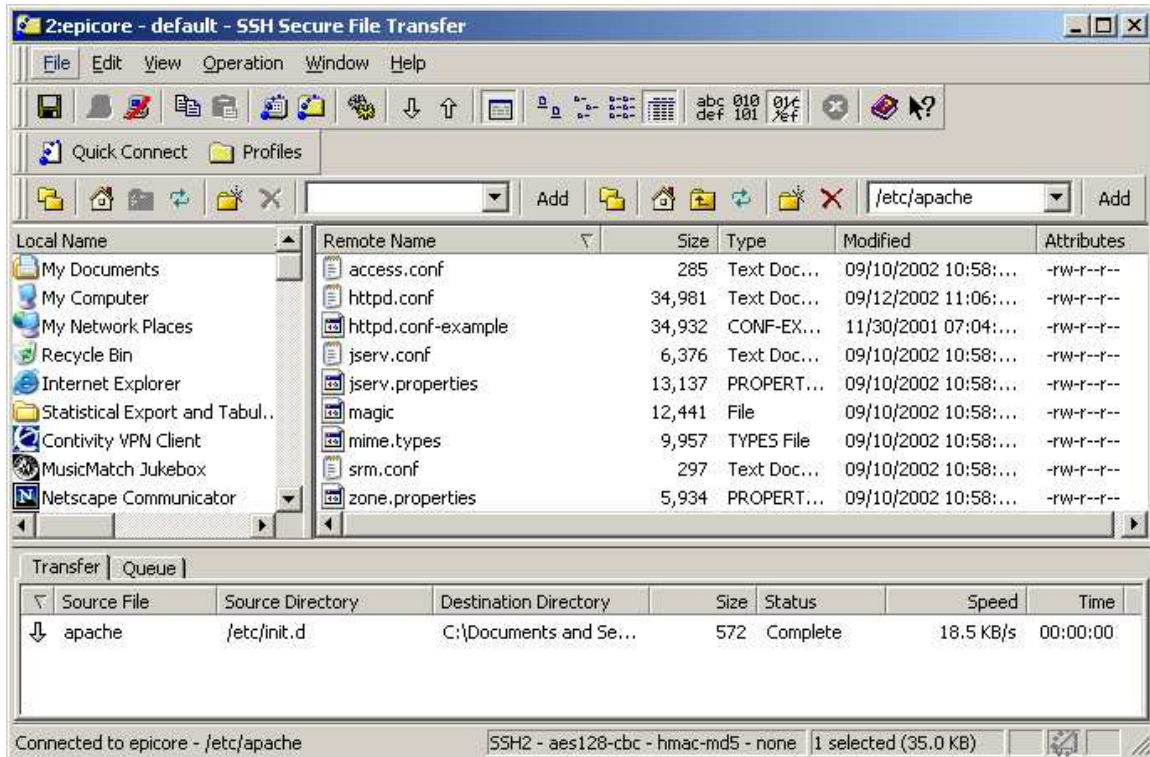 2:epicore - default - SSH Secure File Transfer
File Edit View Operation Window Help
abc def 010 101
Quick Connect Profiles
Add /etc/apache Add
Local Name
My Documents
My Computer
My Network Places
Recycle Bin
Internet Explorer
Statistical Export and Tabul..
Contivity VPN Client
MusicMatch Jukebox
Netscape Communicator
Remote Name Size Type Modified Attributes
access.conf 285 Text Doc... 09/10/2002 10:58:... -rw-r--r--
httpd.conf 34,981 Text Doc... 09/12/2002 11:06:... -rw-r--r--
httpd.conf-example 34,932 CONF-EX... 11/30/2001 07:04:... -rw-r--r--
jserv.conf 6,376 Text Doc... 09/10/2002 10:58:... -rw-r--r--
jserv.properties 13,137 PROPERT... 09/10/2002 10:58:... -rw-r--r--
magic 12,441 File 09/10/2002 10:58:... -rw-r--r--
mime.types 9,957 TYPES File 09/10/2002 10:58:... -rw-r--r--
srm.conf 297 Text Doc... 09/10/2002 10:58:... -rw-r--r--
zone.properties 5,934 PROPERT... 09/10/2002 10:58:... -rw-r--r--
Transfer Queue
Source File Source Directory Destination Directory Size Status Speed Time
apache /etc/init.d C:\Documents and Se... 572 Complete 18.5 KB/s 00:00:00
Connected to epicore - /etc/apache SSH2 - aes128-cbc - hmac-md5 - none 1 selected (35.0 KB)